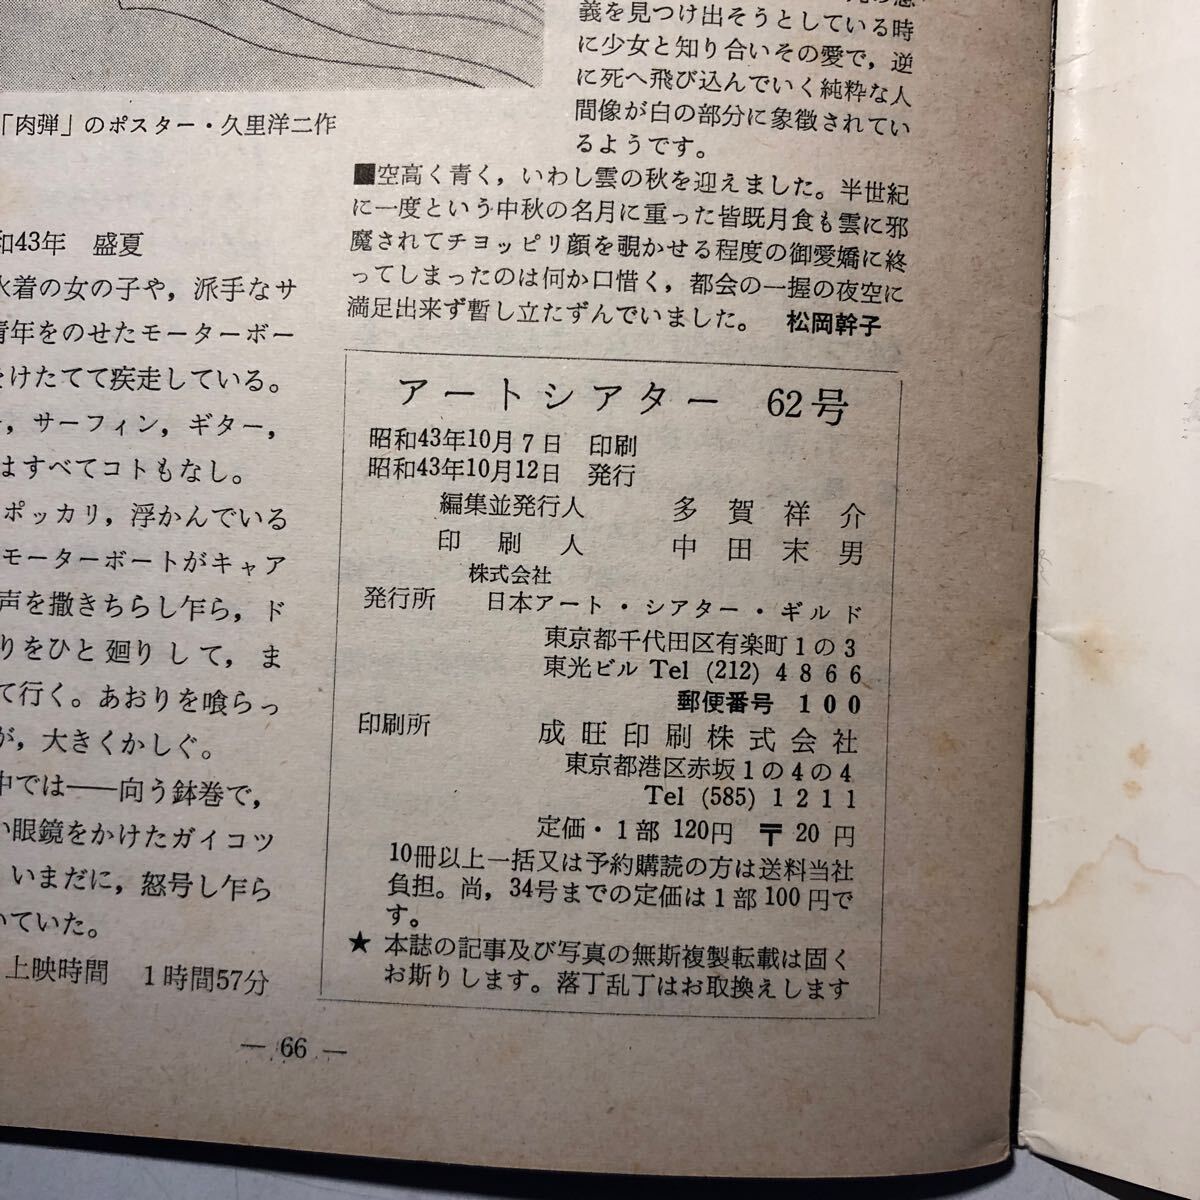 義を見つけ出そうとしている時
に少女と知り合いその愛で，逆
に死へ飛び込んでいく純粋な人
間像が白の部分に象徴されてい
るようです。
「肉弾」のポスター・久里洋二作
■空高く青く，いわし雲の秋を迎えました。半世紀
に一度という中秋の名月に重った皆既月食も雲に邪
魔されてチョッピリ顔を覗かせる程度の御愛嬌に終
ってしまったのは何か口惜く，都会の一握の夜空に
満足出来ず暫し立たずんでいました。 松岡幹子
和43年 盛夏
水着の女の子や，派手なサ
青年をのせたモーターボー
けたてて疾走している。
，サーフィン，ギター，
はすべてコトもなし。
ポッカリ，浮かんでいる
モーターボートがキャア
声を撒きちらし乍ら，ド
りをひと廻りして，ま
て行く。あおりを喰らっ
が，大きくかしぐ。
中では――向う鉢巻で，
い眼鏡をかけたガイコツ
いまだに，怒号し乍ら
いていた。
上映時間 1時間57分
アートシアター 62号
昭和43年10月7日 印刷
昭和43年10月12日 発行
編集並発行人 多賀祥介
印刷人 中田末男
株式会社
発行所 日本アート・シアター・ギルド
東京都千代田区有楽町1の3
東光ビル Tel (212) 4866
郵便番号 100
印刷所 成旺印刷株式会社
東京都港区赤坂1の4の4
Tel (585) 1211
定価・1部 120円 〒20円
10冊以上一括又は予約購読の方は送料当社
負担。尚，34号までの定価は1部100円で
す。
★ 本誌の記事及び写真の無斯複製転載は固く
お断りします。落丁乱丁はお取換えします
― 66 ―